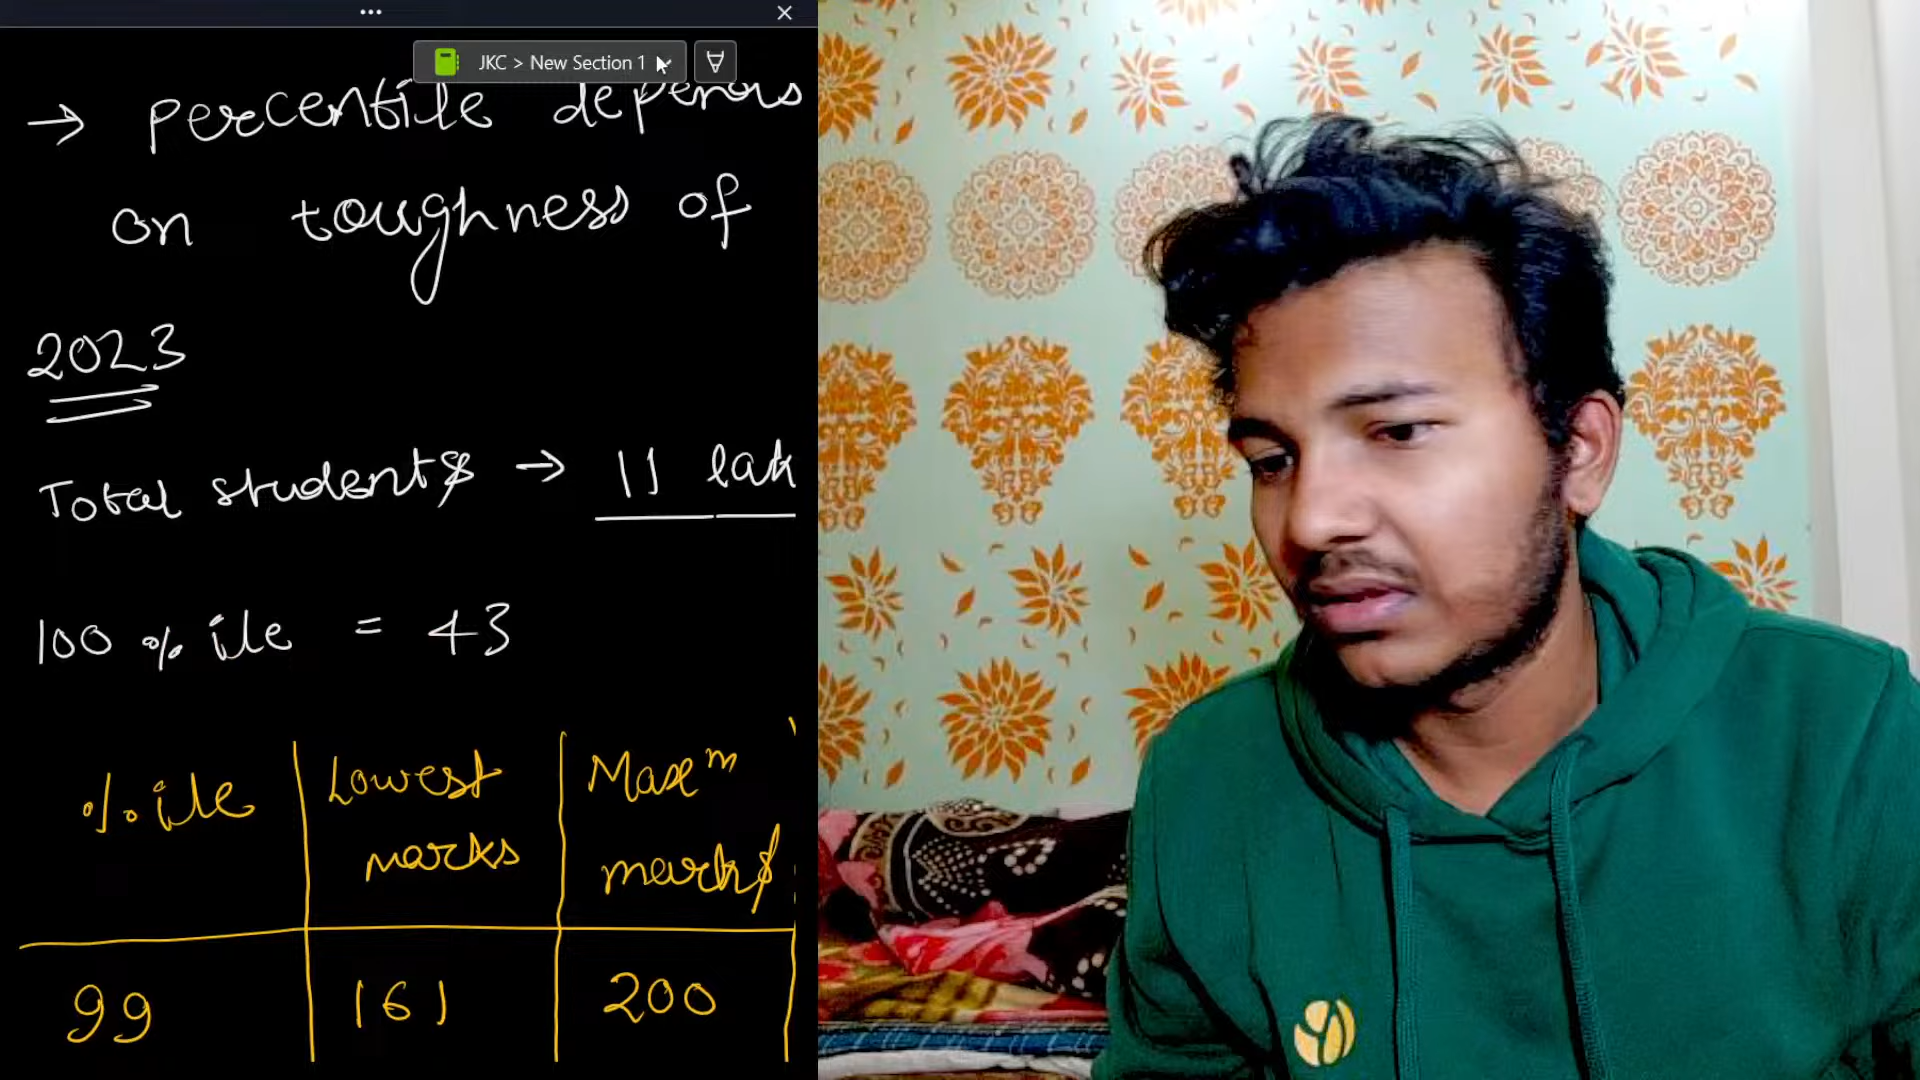 JKC > New Section 1
→ percentile depends
on toughness of
2023
Total students → 11 lak
100 %ile = 43
%ile Lowest marks Maxm marks
99 161 200